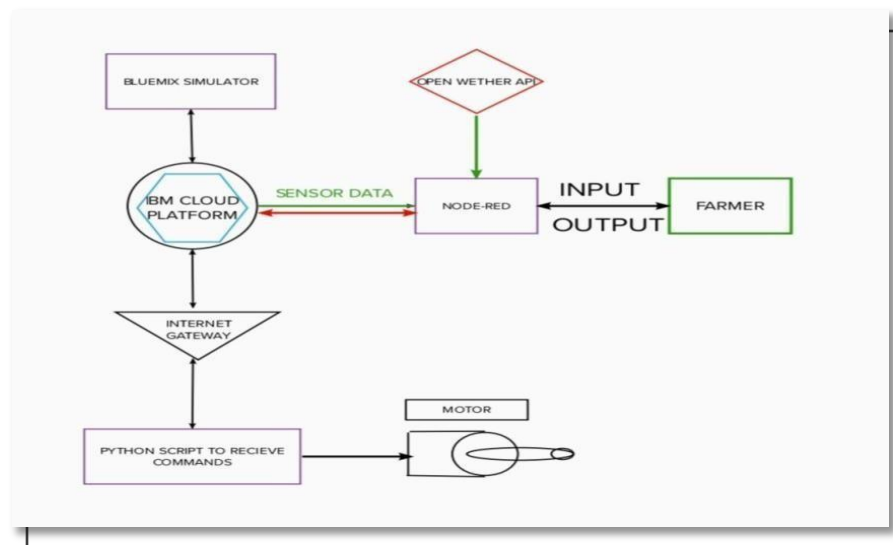 BLUEMIX SIMULATOR
OPEN WETHER API
IBM CLOUD
PLATFORM
SENSOR DATA
NODE-RED
INPUT
OUTPUT
FARMER
INTERNET
GATEWAY
MOTOR
PYTHON SCRIPT TO RECIEVE
COMMANDS